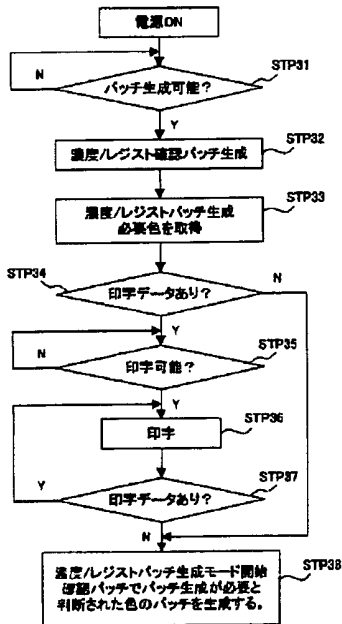 電源ON
STP31
N
パッチ生成可能?
Y
STP32
濃度/レジスト確認パッチ生成
STP33
濃度/レジストパッチ生成
必要色を取得
STP34
N
印字データあり?
Y
STP35
N
印字可能?
Y
STP36
印字
STP37
Y
印字データあり?
N
STP38
濃度/レジストパッチ生成モード開始
確認パッチでパッチ生成が必要と
判断された色のパッチを生成する。